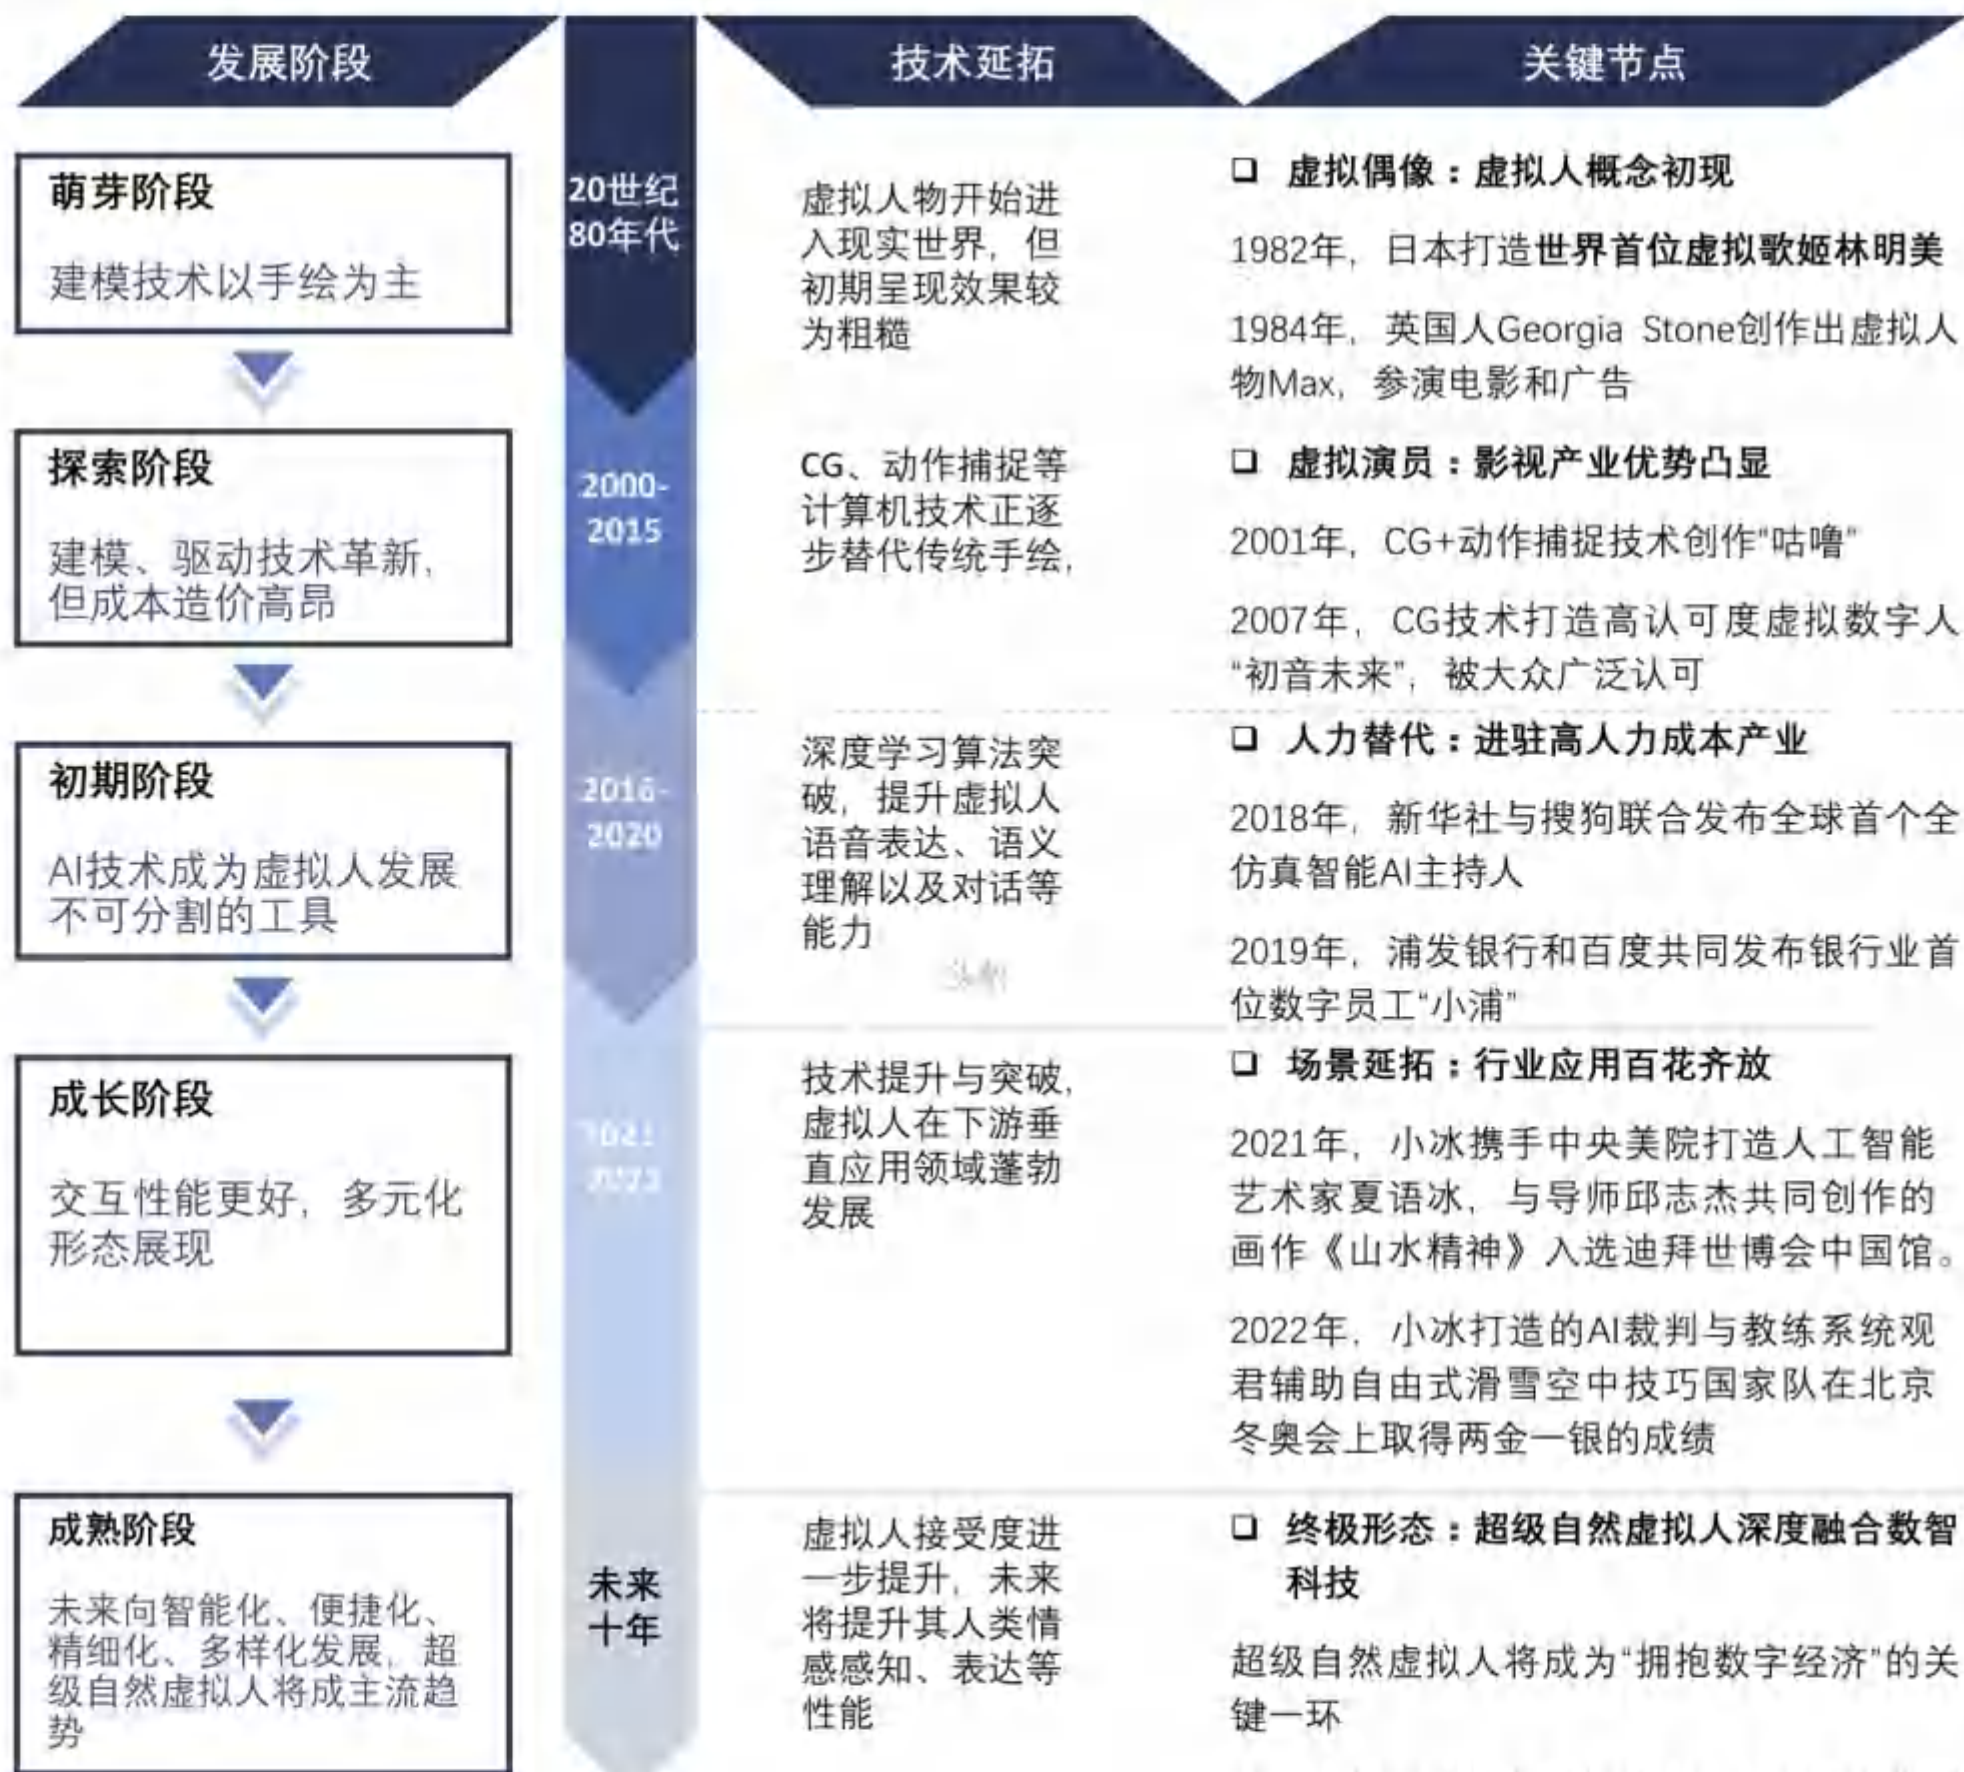 发展阶段
技术延拓
关键节点
萌芽阶段
建模技术以手绘为主
20世纪
80年代
虚拟人物开始进
入现实世界，但
初期呈现效果较
为粗糙
❑ 虚拟偶像：虚拟人概念初现
1982年，日本打造世界首位虚拟歌姬林明美
1984年，英国人Georgia Stone创作出虚拟人
物Max，参演电影和广告
探索阶段
建模、驱动技术革新，
但成本造价高昂
2000-
2015
CG、动作捕捉等
计算机技术正逐
步替代传统手绘，
❑ 虚拟演员：影视产业优势凸显
2001年，CG+动作捕捉技术创作“咕噜”
2007年，CG技术打造高认可度虚拟数字人
“初音未来”，被大众广泛认可
初期阶段
AI技术成为虚拟人发展
不可分割的工具
2016-
2020
深度学习算法突
破，提升虚拟人
语音表达、语义
理解以及对话等
能力
❑ 人力替代：进驻高人力成本产业
2018年，新华社与搜狗联合发布全球首个全
仿真智能AI主持人
2019年，浦发银行和百度共同发布银行业首
位数字员工“小浦”
成长阶段
交互性能更好，多元化
形态展现
2021-
技术提升与突破，
虚拟人在下游垂
直应用领域蓬勃
发展
❑ 场景延拓：行业应用百花齐放
2021年，小冰携手中央美院打造人工智能
艺术家夏语冰，与导师邱志杰共同创作的
画作《山水精神》入选迪拜世博会中国馆。
2022年，小冰打造的AI裁判与教练系统观
君辅助自由式滑雪空中技巧国家队在北京
冬奥会上取得两金一银的成绩
成熟阶段
未来向智能化、便捷化、
精细化、多样化发展，超
级自然虚拟人将成主流趋
势
未来
十年
虚拟人接受度进
一步提升，未来
将提升其人类情
感感知、表达等
性能
❑ 终极形态：超级自然虚拟人深度融合数智
科技
超级自然虚拟人将成为“拥抱数字经济”的关
键一环